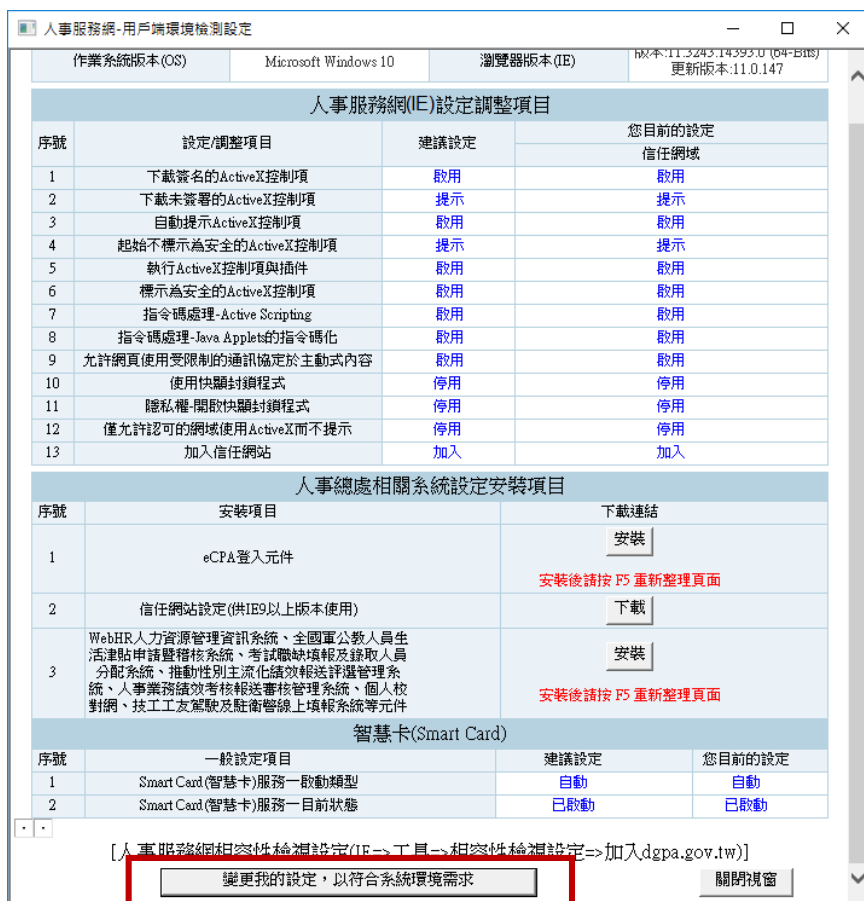 人事服務網-用戶端環境檢測設定
作業系統版本(OS) Microsoft Windows 10 瀏覽器版本(IE) 版本:11.3243.14393.0 (64-Bits)
更新版本:11.0.147
人事服務網(IE)設定調整項目
序號 設定/調整項目 建議設定 您目前的設定
信任網域
1 下載簽名的ActiveX控制項 啟用 啟用
2 下載未簽署的ActiveX控制項 提示 提示
3 自動提示ActiveX控制項 啟用 啟用
4 起始不標示為安全的ActiveX控制項 提示 提示
5 執行ActiveX控制項與插件 啟用 啟用
6 標示為安全的ActiveX控制項 啟用 啟用
7 指令碼處理-Active Scripting 啟用 啟用
8 指令碼處理-Java Applets的指令碼化 啟用 啟用
9 允許網頁使用受限制的通訊協定於主動式內容 啟用 啟用
10 使用快顯封鎖程式 停用 停用
11 隱私權-開啟快顯封鎖程式 停用 停用
12 僅允許認可的網域使用ActiveX而不提示 停用 停用
13 加入信任網站 加入 加入
人事總處相關系統設定安裝項目
序號 安裝項目 下載連結
1 eCPA登入元件 安裝
安裝後請按 F5 重新整理頁面
2 信任網站設定(供IE9以上版本使用) 下載
3 WebHR人力資源管理資訊系統、全國軍公教人員生
活津貼申請暨稽核系統、考試職缺填報及錄取人員
分配系統、推動性別主流化績效報送評選管理系
統、人事業務績效考核報送審核管理系統、個人校
對網、技工工友駕駛及駐衛警線上填報系統等元件
安裝
安裝後請按 F5 重新整理頁面
智慧卡(Smart Card)
序號 一般設定項目 建議設定 您目前的設定
1 Smart Card(智慧卡)服務—啟動類型 自動 自動
2 Smart Card(智慧卡)服務—目前狀態 已啟動 已啟動
[人事服務網相容性檢視設定(IE=>工具=>相容性檢視設定=>加入dgpa.gov.tw)]
變更我的設定，以符合系統環境需求 關閉視窗